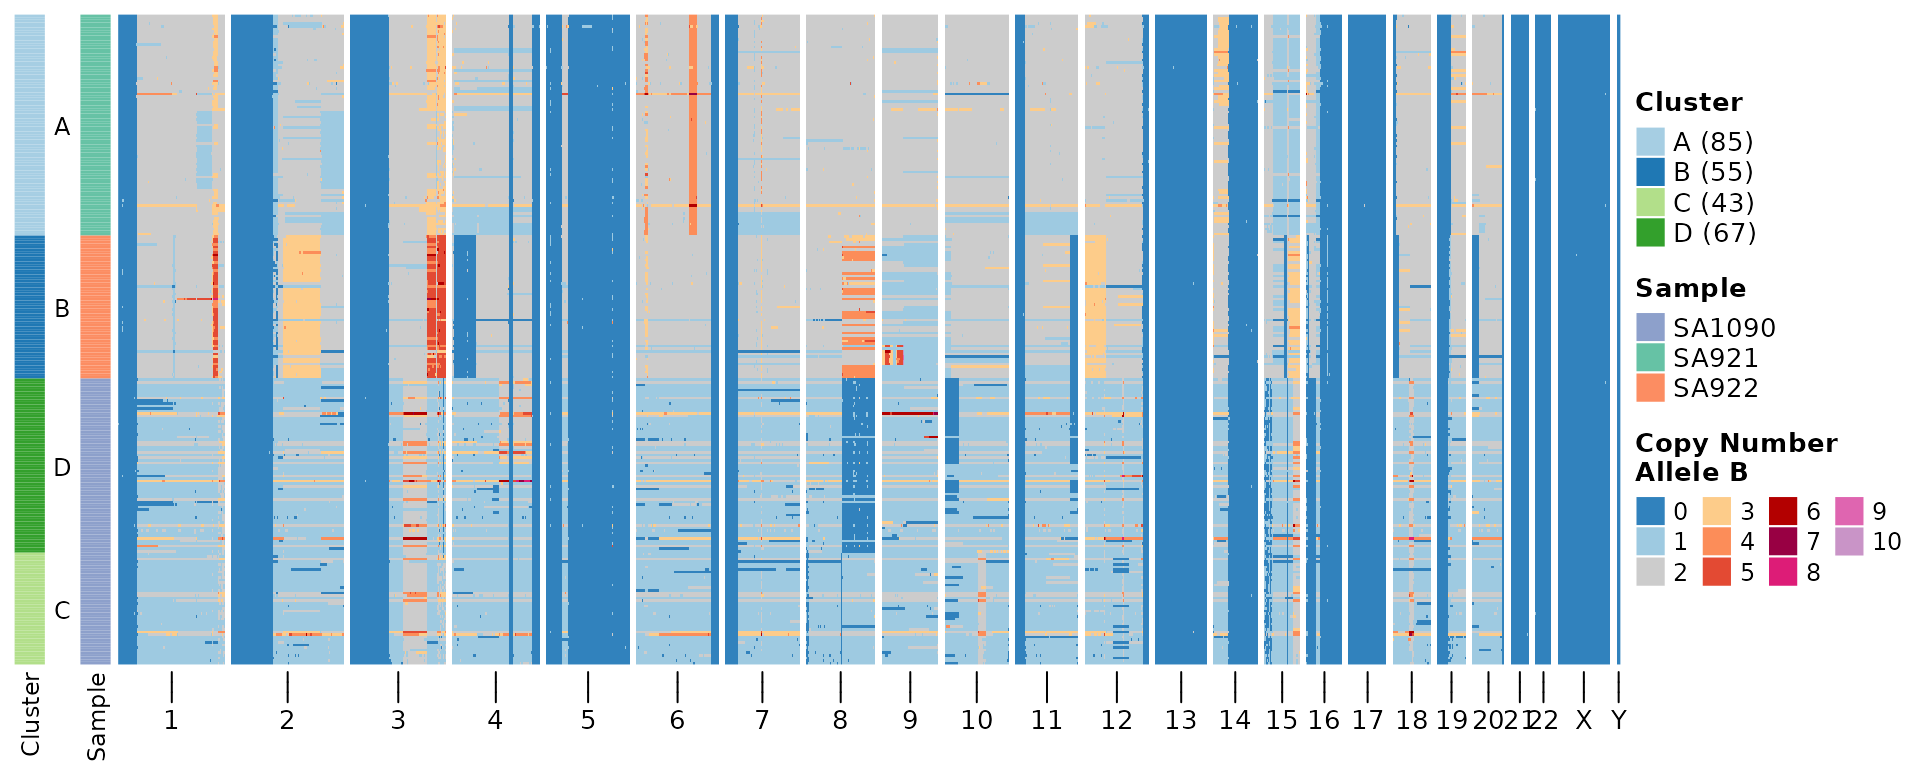 A
B
D
C
Cluster
Sample
1 2 3 4 5 6 7 8 9 10 11 12 13 14 15 16 17 18 19 20 21 22 X Y
Cluster
A (85)
B (55)
C (43)
D (67)
Sample
SA1090
SA921
SA922
Copy Number
Allele B
0 3 6 9
1 4 7 10
2 5 8